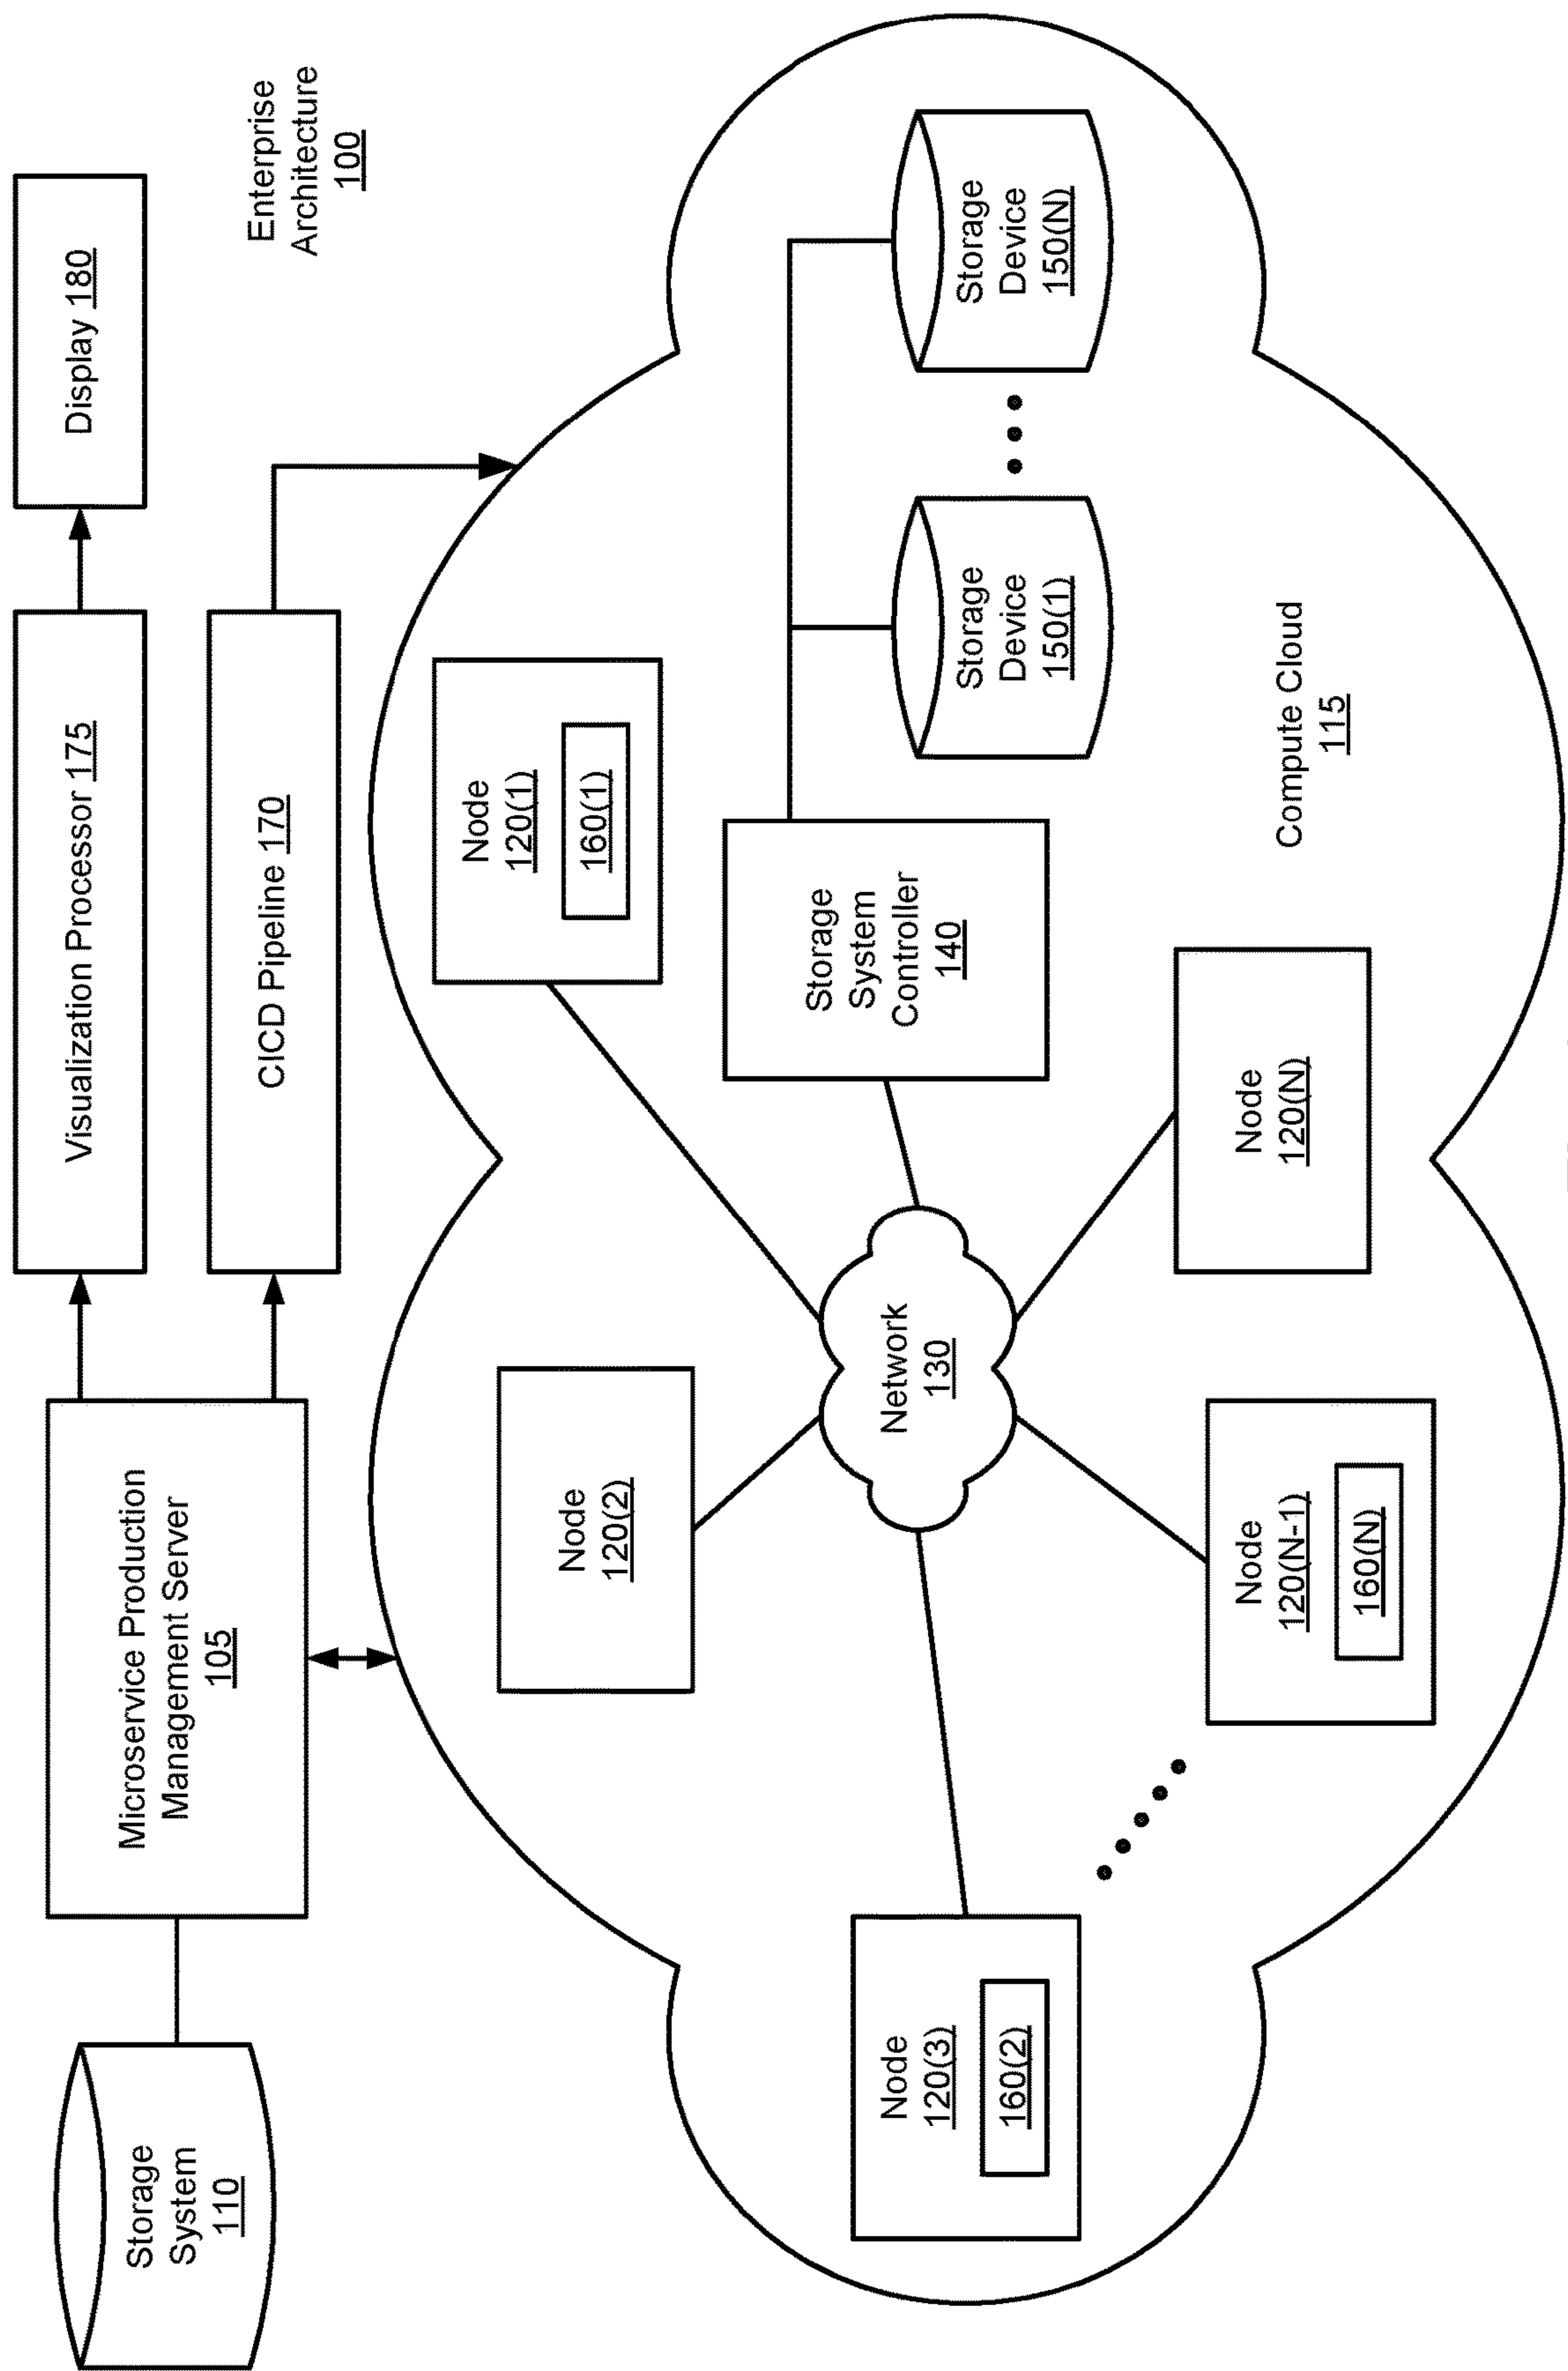 Storage
System
110
Microservice Production
Management Server
105
Visualization Processor 175
Display 180
CICD Pipeline 170
Enterprise
Architecture
100
Node
120(2)
Node
120(1)
160(1)
Storage
System
Controller
140
Storage
Device
150(1)
Storage
Device
150(N)
Network
130
Node
120(3)
160(2)
Node
120(N-1)
160(N)
Node
120(N)
Compute Cloud
115